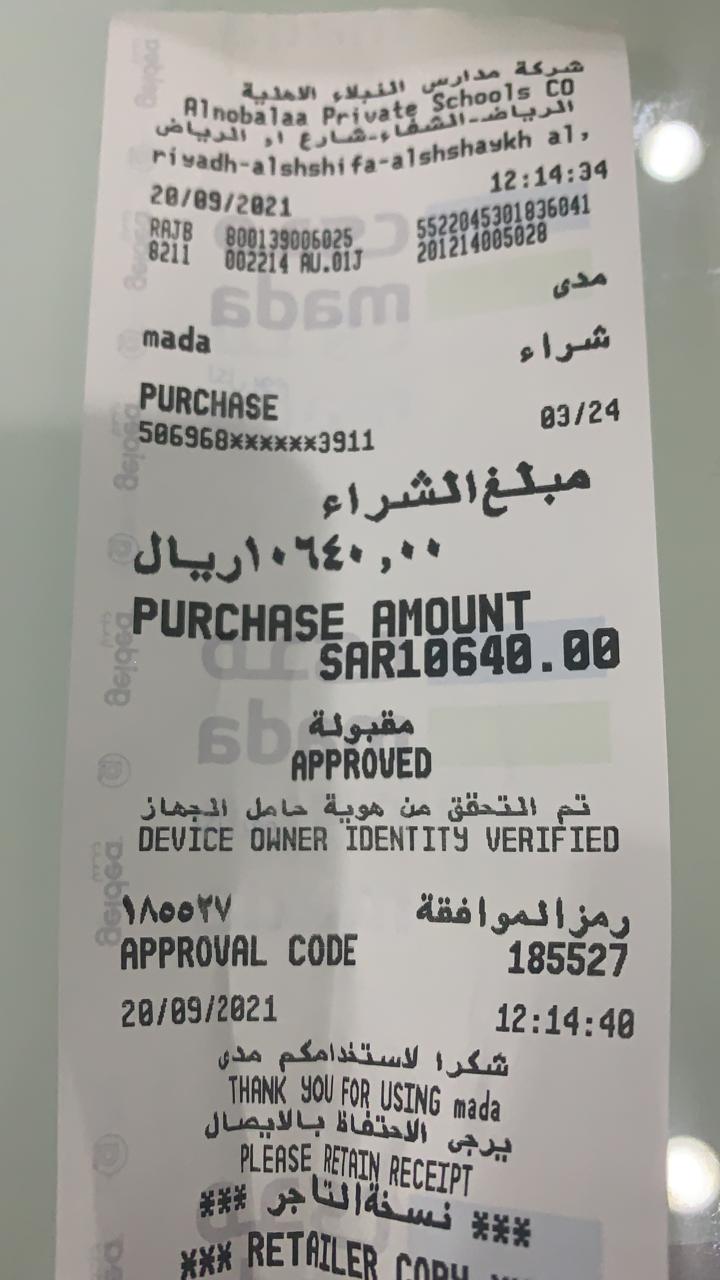 شركة مدارس النبلاء الاهلية
Alnobalaa Private Schools CO
الرياض-الشفاء-شارع ا، الرياض
riyadh-alshshifa-alshshaykh al,
20/09/2021 12:14:34
RAJB 800139006025 5522045301836041
8211 002214 AU.01J 201214005028
مدى
mada شراء
PURCHASE 03/24
506968******3911
مبلغ الشراء
١٠٦٤٠,٠٠ ريال
PURCHASE AMOUNT
SAR10640.00
مقبولة
APPROVED
تم التحقق من هوية حامل الجهاز
DEVICE OWNER IDENTITY VERIFIED
رمز الموافقة ١٨٥٥٢٧
APPROVAL CODE 185527
20/09/2021 12:14:40
شكرا لاستخدامكم مدى
THANK YOU FOR USING mada
يرجى الاحتفاظ بالايصال
PLEASE RETAIN RECEIPT
*** نسخة التاجر ***
*** RETAILER COPY